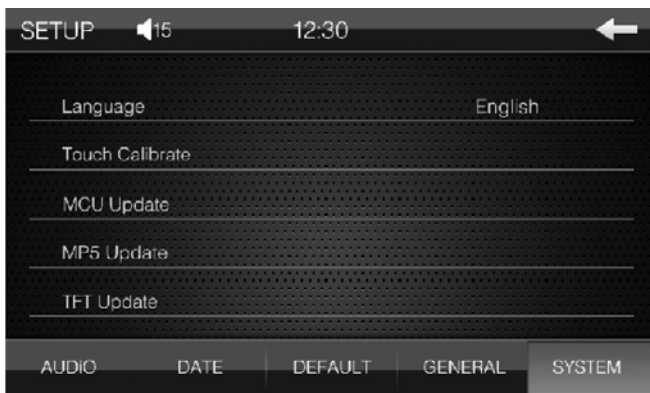 SETUP 15 12:30
Language English
Touch Calibrate
MCU Update
MP5 Update
TFT Update
AUDIO DATE DEFAULT GENERAL SYSTEM